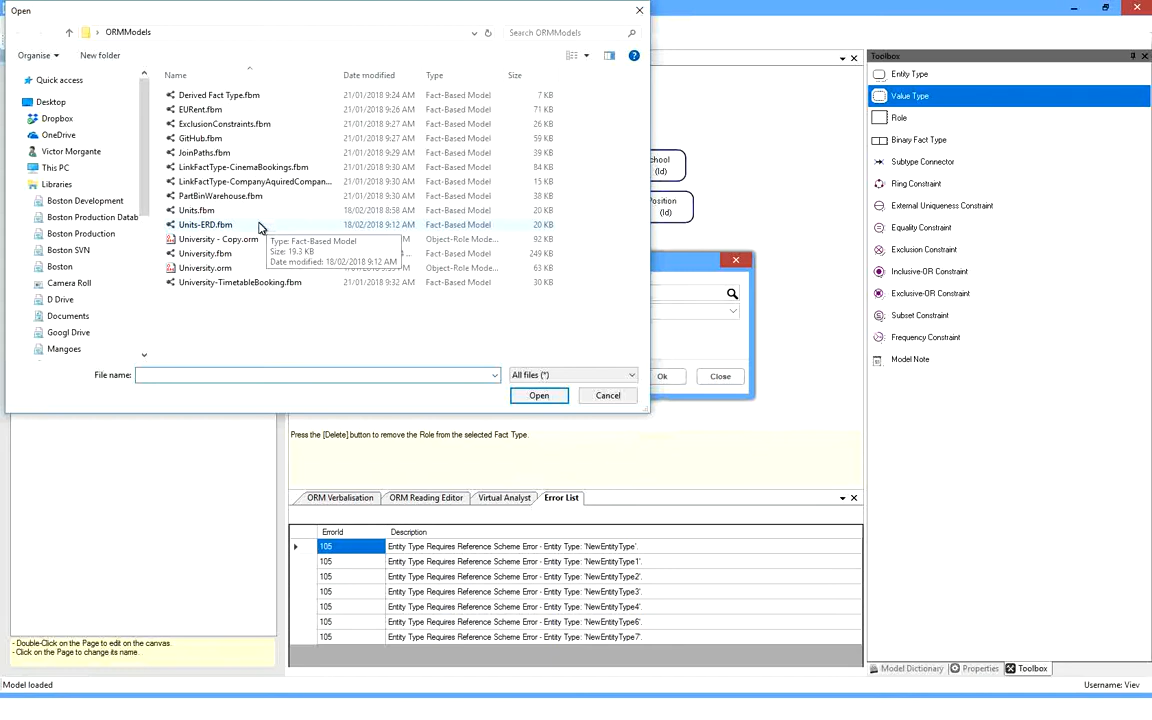 Open
ORMModels
Search ORMModels
Organise
New folder
Name Date modified Type Size
Quick access
Desktop
Dropbox
OneDrive
Victor Morgante
This PC
Libraries
Boston Development
Boston Production Datab
Boston Production
Boston SVN
Boston
Camera Roll
D Drive
Documents
Googl Drive
Mangoes
Derived Fact Type.fbm 21/01/2018 9:24 AM Fact-Based Model 7 KB
EURent.fbm 21/01/2018 9:26 AM Fact-Based Model 71 KB
ExclusionConstraints.fbm 21/01/2018 9:27 AM Fact-Based Model 26 KB
GitHub.fbm 21/01/2018 9:27 AM Fact-Based Model 59 KB
JoinPaths.fbm 21/01/2018 9:29 AM Fact-Based Model 39 KB
LinkFactType-CinemaBookings.fbm 21/01/2018 9:30 AM Fact-Based Model 84 KB
LinkFactType-CompanyAquiredCompan... 21/01/2018 9:30 AM Fact-Based Model 15 KB
PartBinWarehouse.fbm 21/01/2018 9:30 AM Fact-Based Model 38 KB
Units.fbm 18/02/2018 8:58 AM Fact-Based Model 20 KB
Units-ERD.fbm 18/02/2018 9:12 AM Fact-Based Model 20 KB
University - Copy.orm M Object-Role Mode... 92 KB
University.fbm Fact-Based Model 249 KB
University.orm Object-Role Mode... 63 KB
University-TimetableBooking.fbm 21/01/2018 9:32 AM Fact-Based Model 30 KB
Type: Fact-Based Model
Size: 19.3 KB
Date modified: 18/02/2018 9:12 AM
File name:
All files (*)
Open
Cancel
chool
(Id)
osition
(Id)
Ok
Close
Toolbox
Entity Type
Value Type
Role
Binary Fact Type
Subtype Connector
Ring Constraint
External Uniqueness Constraint
Equality Constraint
Exclusion Constraint
Inclusive-OR Constraint
Exclusive-OR Constraint
Subset Constraint
Frequency Constraint
Model Note
Press the [Delete] button to remove the Role from the selected Fact Type.
ORM Verbalisation
ORM Reading Editor
Virtual Analyst
Error List
ErrorId Description
105 Entity Type Requires Reference Scheme Error - Entity Type: 'NewEntityType'.
105 Entity Type Requires Reference Scheme Error - Entity Type: 'NewEntityType1'.
105 Entity Type Requires Reference Scheme Error - Entity Type: 'NewEntityType2'.
105 Entity Type Requires Reference Scheme Error - Entity Type: 'NewEntityType3'.
105 Entity Type Requires Reference Scheme Error - Entity Type: 'NewEntityType4'.
105 Entity Type Requires Reference Scheme Error - Entity Type: 'NewEntityType6'.
105 Entity Type Requires Reference Scheme Error - Entity Type: 'NewEntityType7'.
- Double-Click on the Page to edit on the canvas.
- Click on the Page to change its name.
Model Dictionary
Properties
Toolbox
Model loaded
Username: Viev